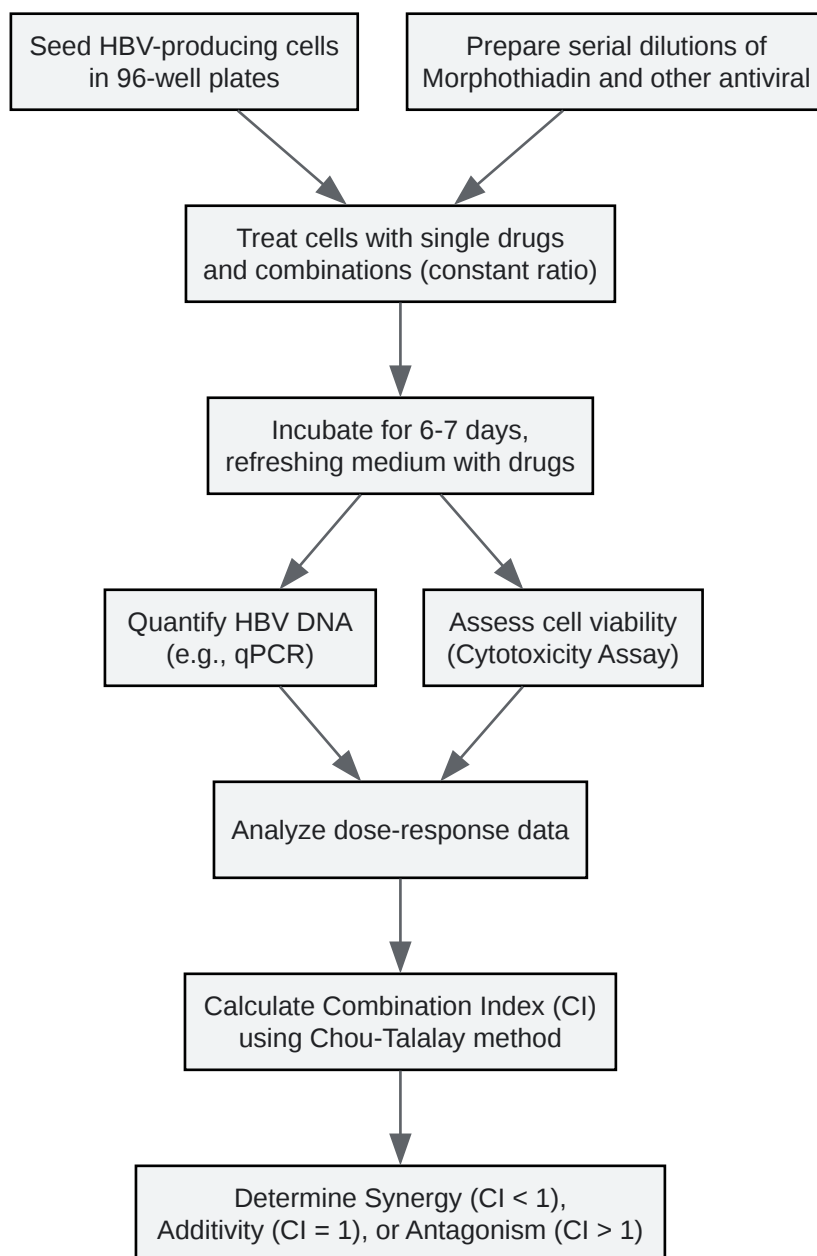 Seed HBV-producing cells
in 96-well plates
Prepare serial dilutions of
Morphothiadin and other antiviral
Treat cells with single drugs
and combinations (constant ratio)
Incubate for 6-7 days,
refreshing medium with drugs
Quantify HBV DNA
(e.g., qPCR)
Assess cell viability
(Cytotoxicity Assay)
Analyze dose-response data
Calculate Combination Index (CI)
using Chou-Talalay method
Determine Synergy (CI < 1),
Additivity (CI = 1), or Antagonism (CI > 1)